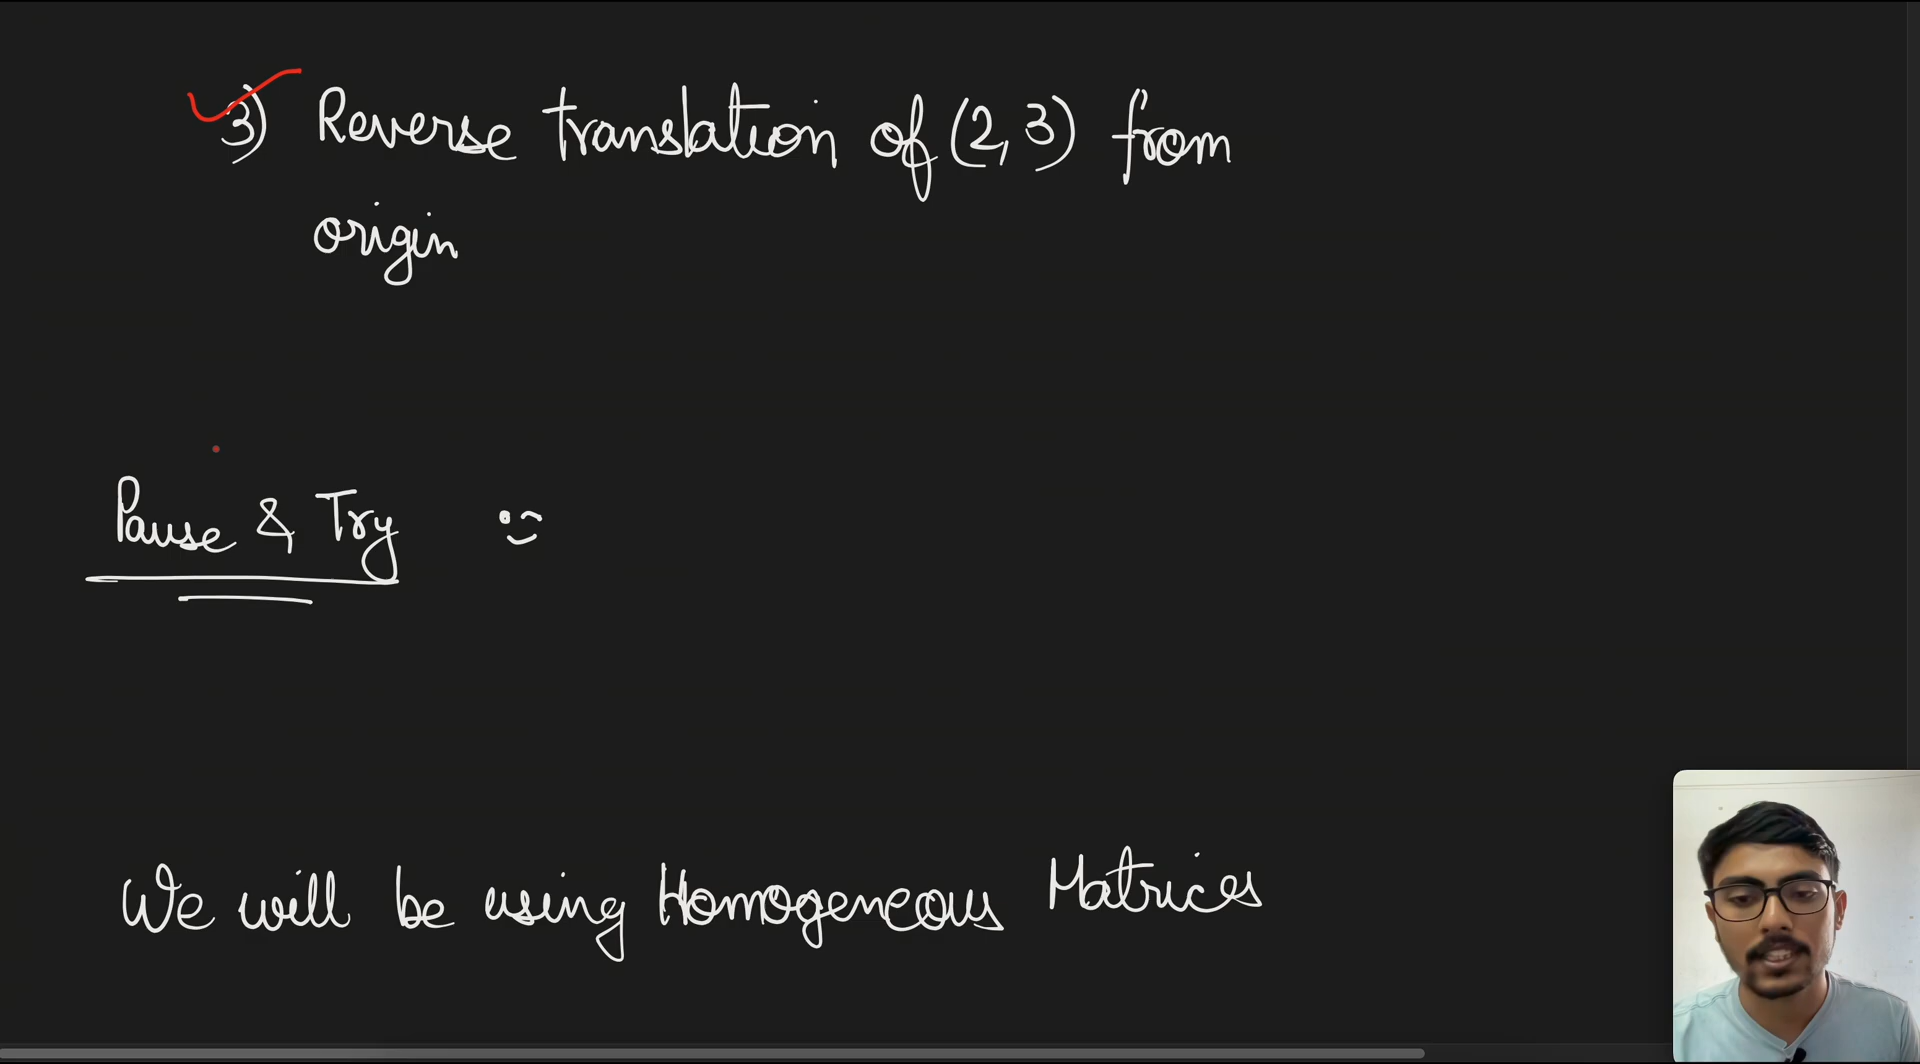 3) Reverse translation of (2,3) from
origin
Pause & Try
We will be using Homogeneous Matrices